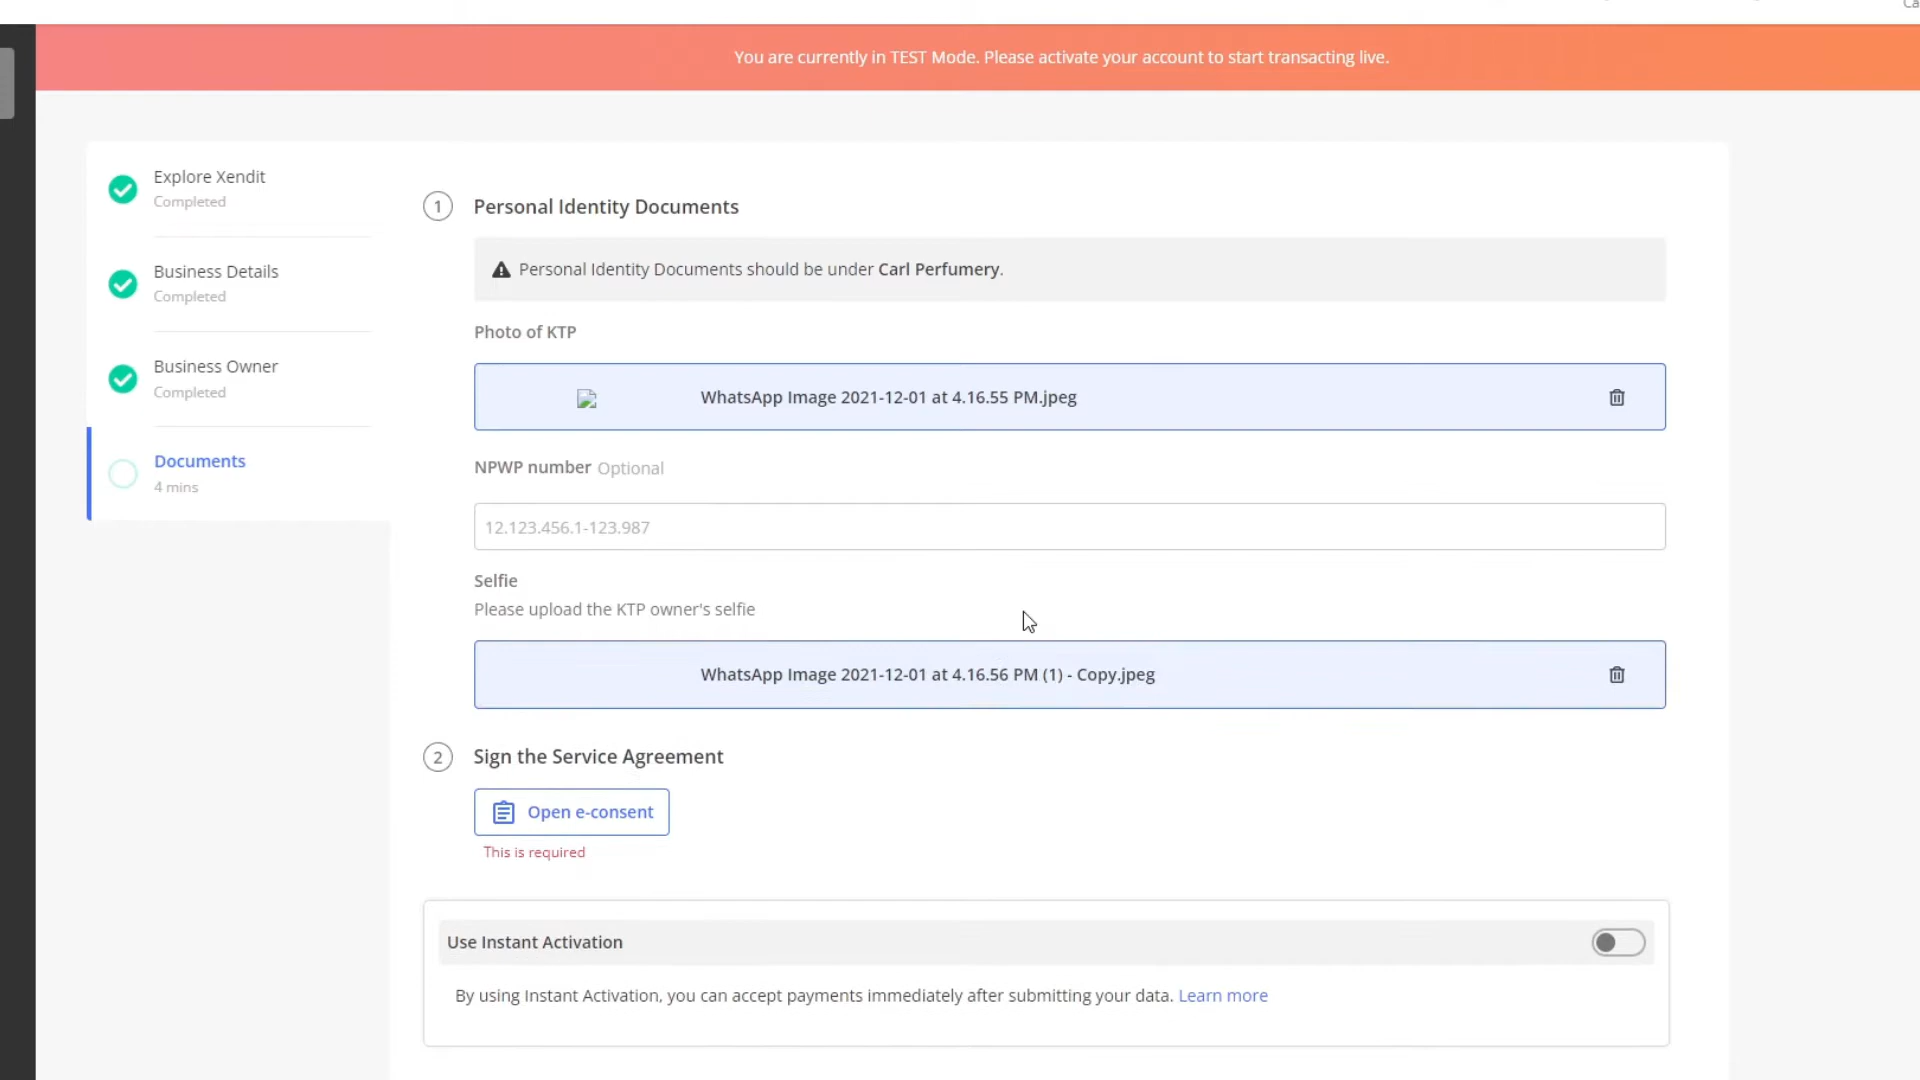 You are currently in TEST Mode. Please activate your account to start transacting live.
Explore Xendit
Completed
Business Details
Completed
Business Owner
Completed
Documents
4 mins
1
Personal Identity Documents
Personal Identity Documents should be under Carl Perfumery.
Photo of KTP
WhatsApp Image 2021-12-01 at 4.16.55 PM.jpeg
NPWP number Optional
12.123.456.1-123.987
Selfie
Please upload the KTP owner's selfie
WhatsApp Image 2021-12-01 at 4.16.56 PM (1) - Copy.jpeg
2
Sign the Service Agreement
Open e-consent
This is required
Use Instant Activation
By using Instant Activation, you can accept payments immediately after submitting your data. Learn more